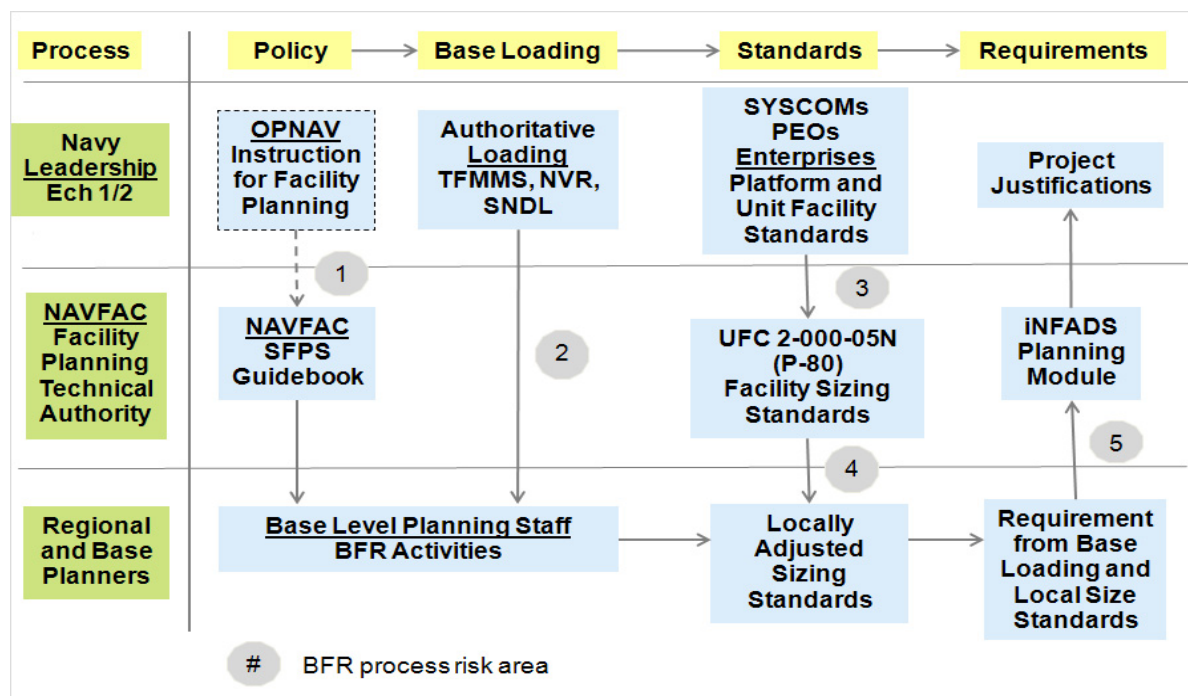 Process
Policy
Base Loading
Standards
Requirements
Navy
Leadership
Ech 1/2
OPNAV
Instruction
for Facility
Planning
Authoritative
Loading
TFMMS, NVR,
SNDL
SYSCOMs
PEOs
Enterprises
Platform and
Unit Facility
Standards
Project
Justifications
1
2
3
NAVFAC
Facility
Planning
Technical
Authority
NAVFAC
SFPS
Guidebook
UFC 2-000-05N
(P-80)
Facility Sizing
Standards
iNFADS
Planning
Module
4
5
Regional
and Base
Planners
Base Level Planning Staff
BFR Activities
Locally
Adjusted
Sizing
Standards
Requirement
from Base
Loading and
Local Size
Standards
# BFR process risk area